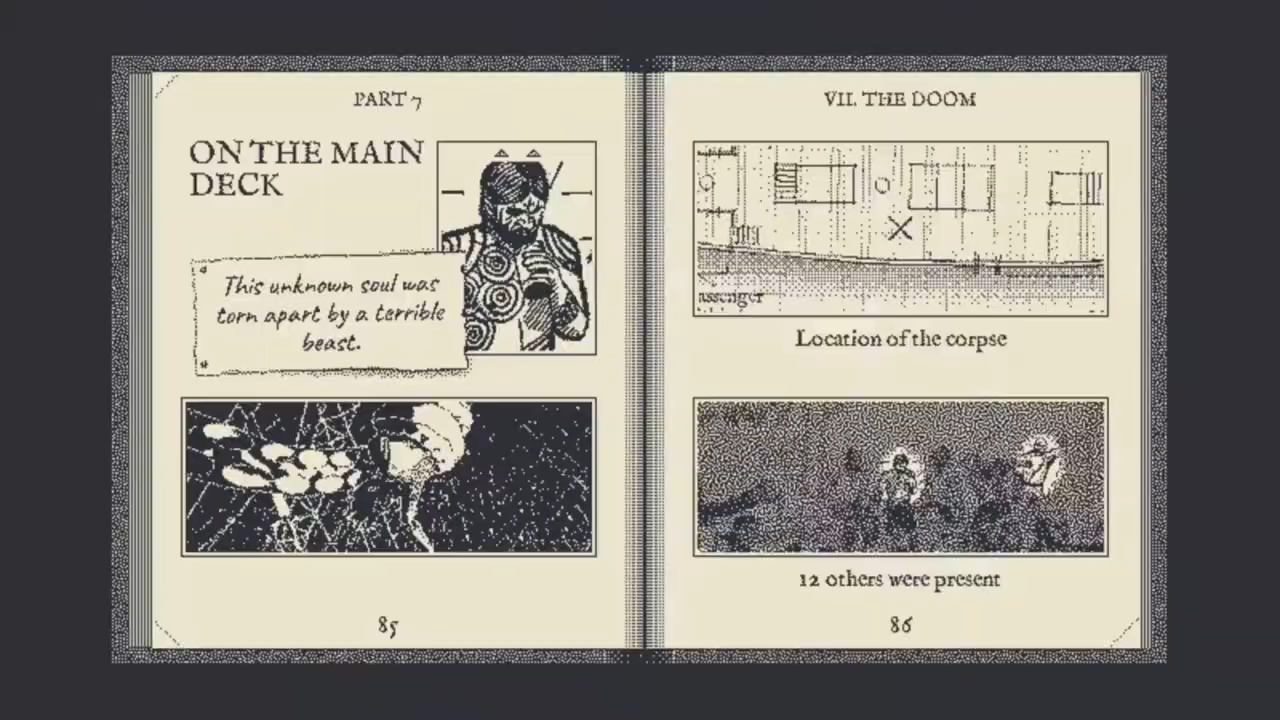 PART 7
ON THE MAIN
DECK
This unknown soul was
torn apart by a terrible
beast.
85
VII. THE DOOM
assenger
Location of the corpse
12 others were present
86